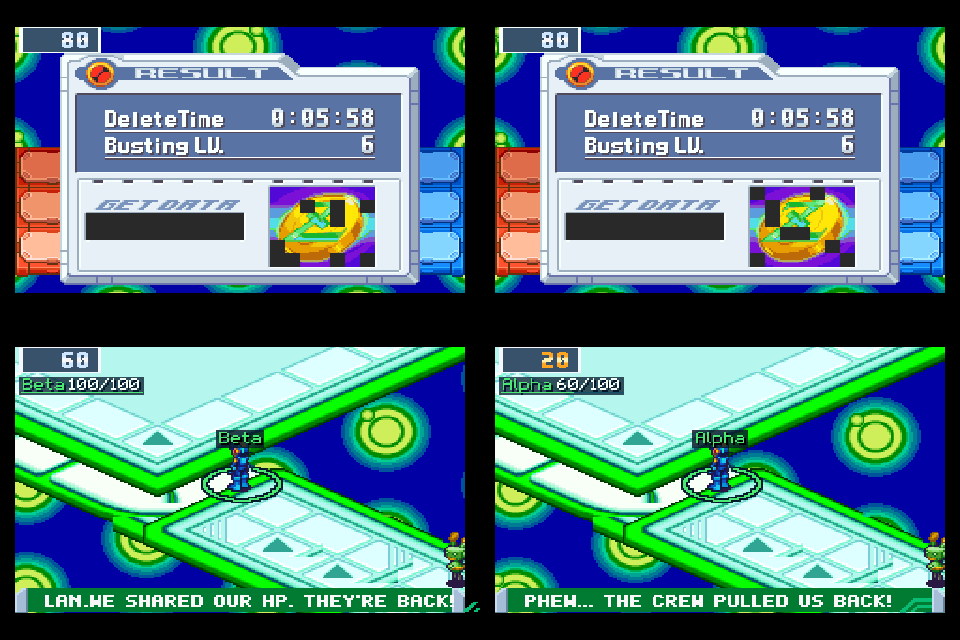 80
RESULT
DeleteTime 0:05:58
Busting LV. 6
GET DATA
80
RESULT
DeleteTime 0:05:58
Busting LV. 6
GET DATA
60
Beta 100/100
Beta
LAN.WE SHARED OUR HP. THEY'RE BACK!
20
Alpha 60/100
Alpha
PHEW... THE CREW PULLED US BACK!